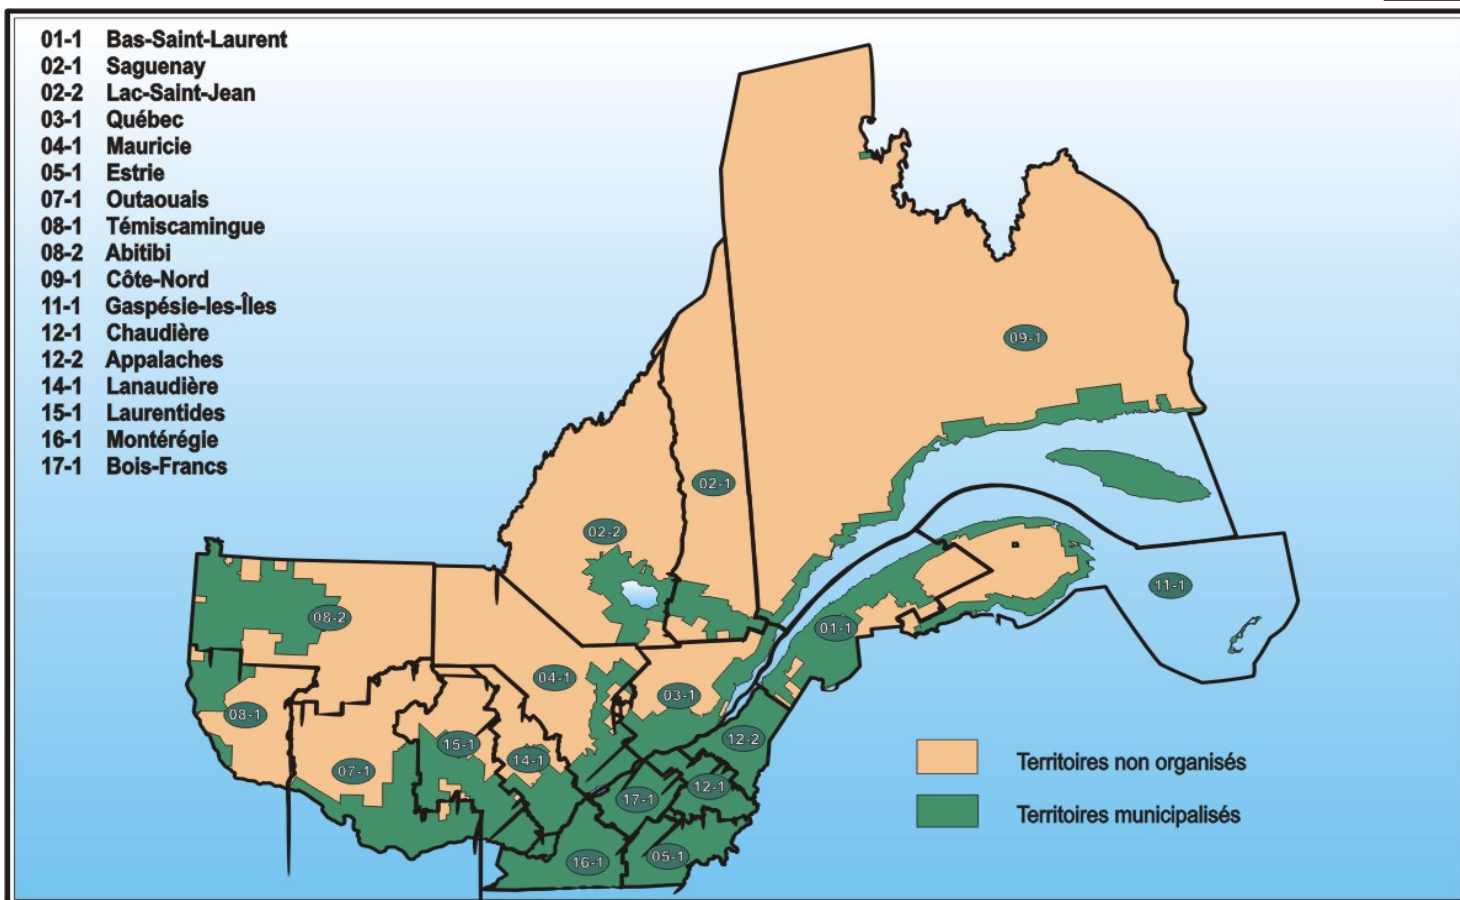 01-1 Bas-Saint-Laurent
02-1 Saguenay
02-2 Lac-Saint-Jean
03-1 Québec
04-1 Mauricie
05-1 Estrie
07-1 Outaouais
08-1 Témiscamingue
08-2 Abitibi
09-1 Côte-Nord
11-1 Gaspésie-les-Îles
12-1 Chaudière
12-2 Appalaches
14-1 Lanaudière
15-1 Laurentides
16-1 Montérégie
17-1 Bois-Francs
09-1
02-1
02-2
11-1
08-2
01-1
04-1
03-1
08-1
12-2
15-1
14-1
07-1
12-1
17-1
05-1
16-1
Territoires non organisés
Territoires municipalisés